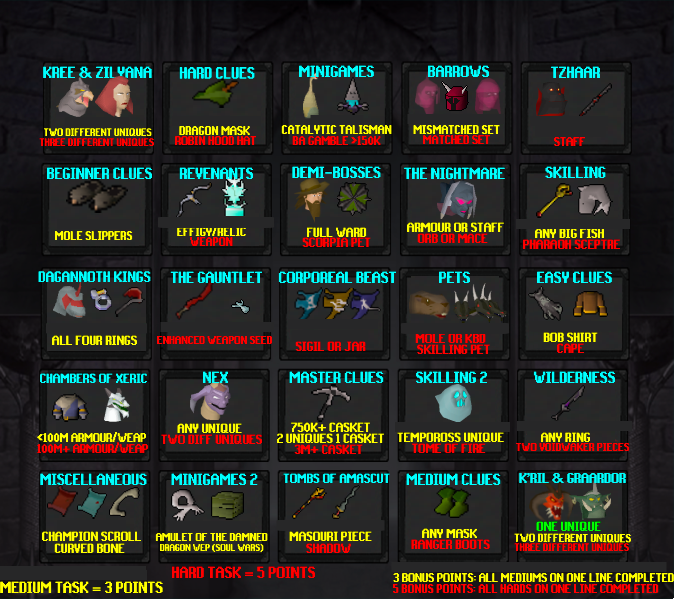 KREE & ZILYANA
TWO DIFFERENT UNIQUES
THREE DIFFERENT UNIQUES
HARD CLUES
DRAGON MASK
ROBIN HOOD HAT
MINIGAMES
CATALYTIC TALISMAN
BA GAMBLE >150K
BARROWS
MISMATCHED SET
MATCHED SET
TZHAAR
STAFF
BEGINNER CLUES
MOLE SLIPPERS
REVENANTS
EFFIGY/RELIC
WEAPON
DEMI-BOSSES
FULL WARD
SCORPIA PET
THE NIGHTMARE
ARMOUR OR STAFF
ORB OR MACE
SKILLING
ANY BIG FISH
PHARAOH SCEPTRE
DAGANNOTH KINGS
ALL FOUR RINGS
THE GAUNTLET
ENHANCED WEAPON SEED
CORPOREAL BEAST
SIGIL OR JAR
PETS
MOLE OR KBD
SKILLING PET
EASY CLUES
BOB SHIRT
CAPE
CHAMBERS OF XERIC
<100M ARMOUR/WEAP
100M+ ARMOUR/WEAP
NEX
ANY UNIQUE
TWO DIFF UNIQUES
MASTER CLUES
750K+ CASKET
2 UNIQUES 1 CASKET
3M+ CASKET
SKILLING 2
TEMPOROSS UNIQUE
TOME OF FIRE
WILDERNESS
ANY RING
TWO VOIDWAKER PIECES
MISCELLANEOUS
CHAMPION SCROLL
CURVED BONE
MINIGAMES 2
AMULET OF THE DAMNED
DRAGON WEP (SOUL WARS)
TOMBS OF AMASCUT
MASOURI PIECE
SHADOW
MEDIUM CLUES
ANY MASK
RANGER BOOTS
K'RIL & GRAARDOR
ONE UNIQUE
TWO DIFFERENT UNIQUES
THREE DIFFERENT UNIQUES
HARD TASK = 5 POINTS
MEDIUM TASK = 3 POINTS
3 BONUS POINTS: ALL MEDIUMS ON ONE LINE COMPLETED
5 BONUS POINTS: ALL HARDS ON ONE LINE COMPLETED